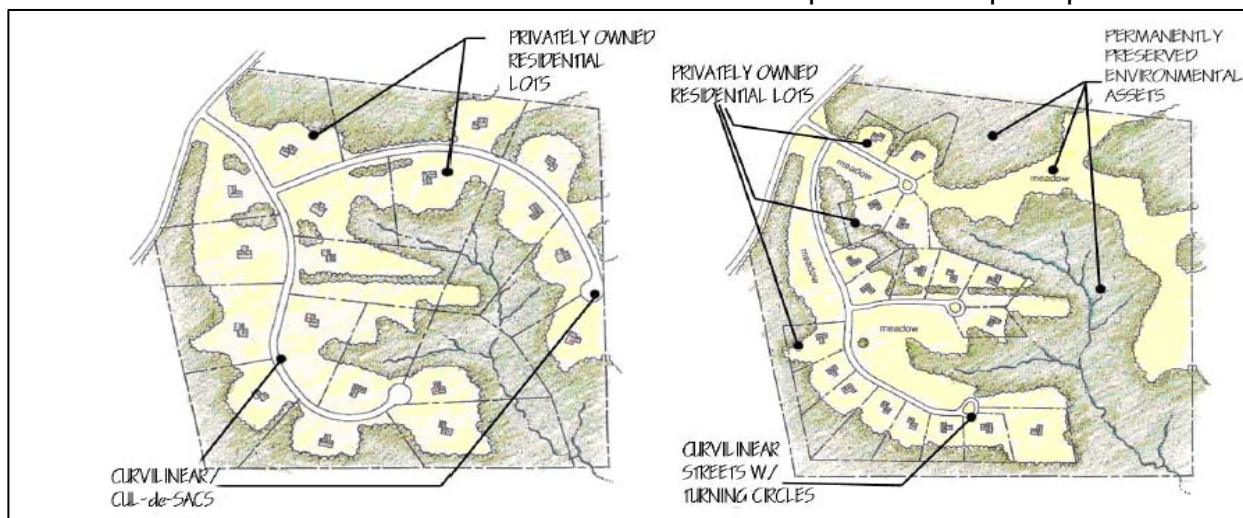 PRIVATELY OWNED
RESIDENTIAL
LOTS
CURVILINEAR/
CUL-de-SACS
PRIVATELY OWNED
RESIDENTIAL LOTS
PERMANENTLY
PRESERVED
ENVIRONMENTAL
ASSETS
meadow
meadow
meadow
meadow
CURVILINEAR
STREETS W/
TURNING CIRCLES